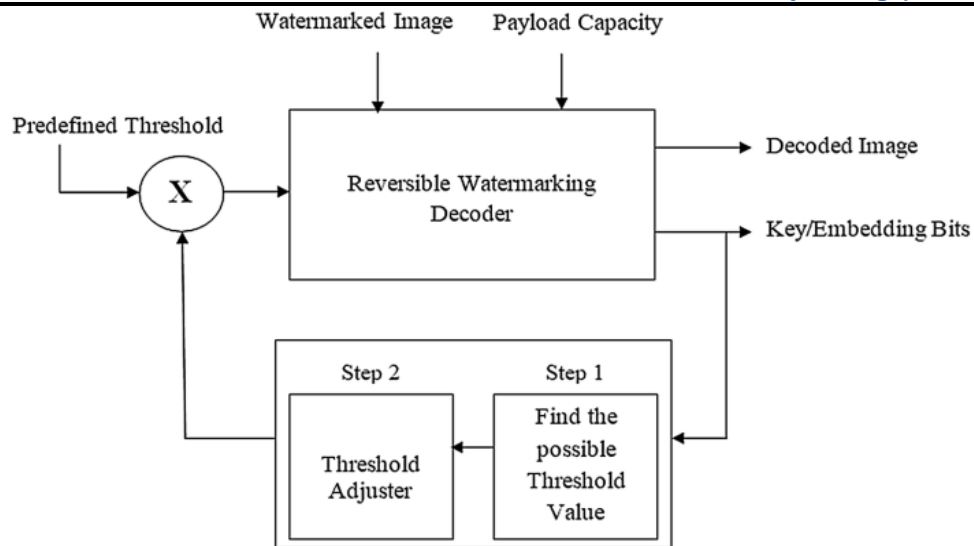 Watermarked Image
Payload Capacity
Predefined Threshold
X
Reversible Watermarking
Decoder
Decoded Image
Key/Embedding Bits
Step 2
Step 1
Threshold
Adjuster
Find the
possible
Threshold
Value